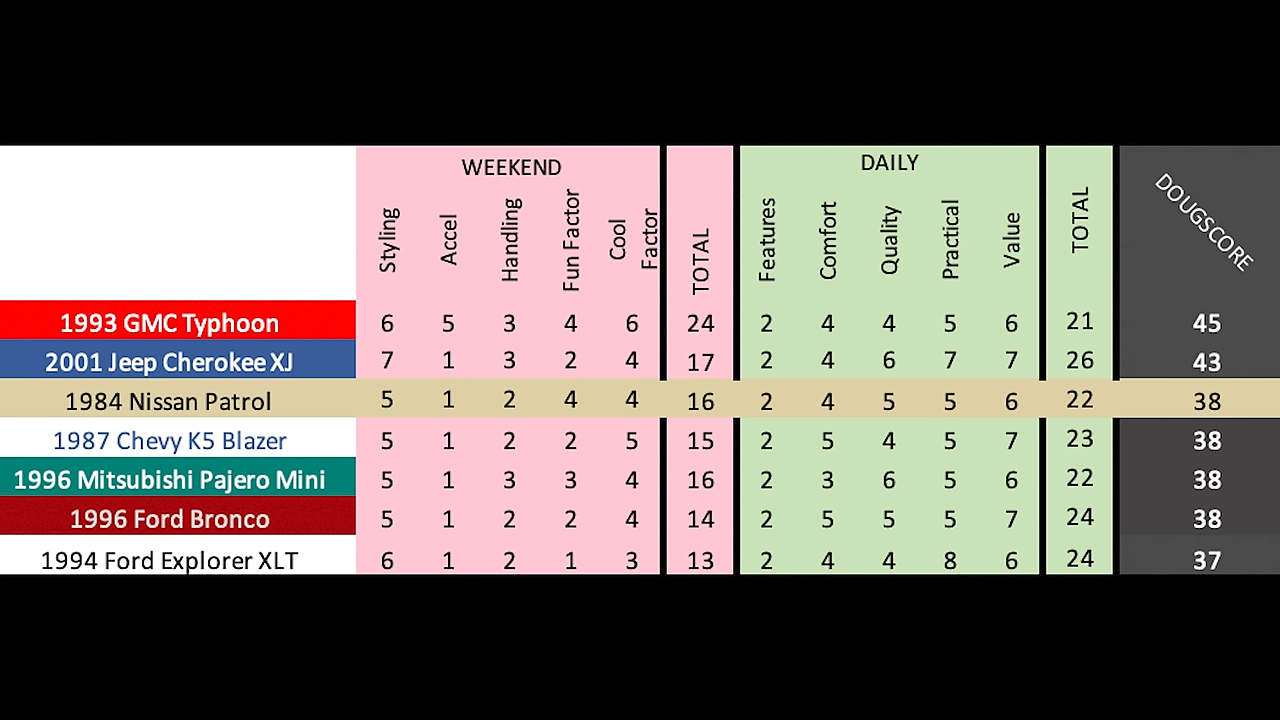 WEEKEND DAILY
Styling Accel Handling Fun Factor Cool Factor TOTAL Features Comfort Quality Practical Value TOTAL DOUGSCORE
1993 GMC Typhoon 6 5 3 4 6 24 2 4 4 5 6 21 45
2001 Jeep Cherokee XJ 7 1 3 2 4 17 2 4 6 7 7 26 43
1984 Nissan Patrol 5 1 2 4 4 16 2 4 5 5 6 22 38
1987 Chevy K5 Blazer 5 1 2 2 5 15 2 5 4 5 7 23 38
1996 Mitsubishi Pajero Mini 5 1 3 3 4 16 2 3 6 5 6 22 38
1996 Ford Bronco 5 1 2 2 4 14 2 5 5 5 7 24 38
1994 Ford Explorer XLT 6 1 2 1 3 13 2 4 4 8 6 24 37